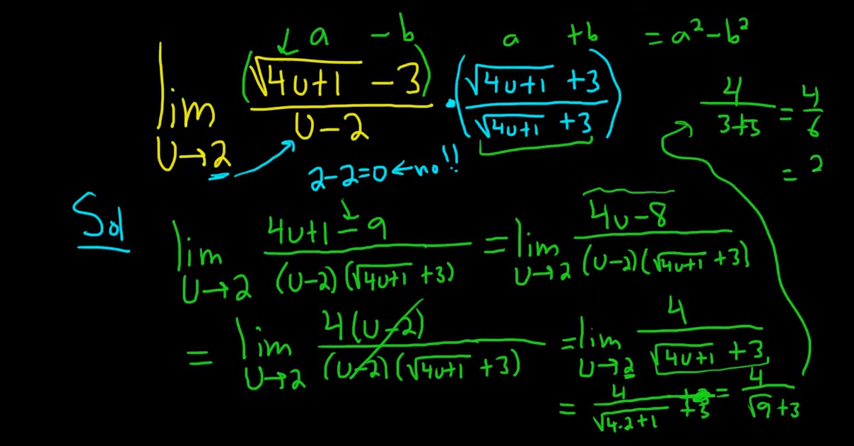 a - b a +b = a² - b²
lim U→2 (√(4U+1) - 3)/(U-2) · ((√(4U+1) + 3)/(√(4U+1) + 3))
2-2=0 ← no!!
4/(3+3) = 4/6
= 2
Sol
lim U→2 (4U+1-9)/((U-2)(√(4U+1) + 3)) = lim U→2 (4U-8)/((U-2)(√(4U+1) + 3))
= lim U→2 4(U-2)/((U-2)(√(4U+1) + 3)) = lim U→2 4/(√(4U+1) + 3)
= 4/(√(4·2+1) + 3) = 4/(√9 + 3)